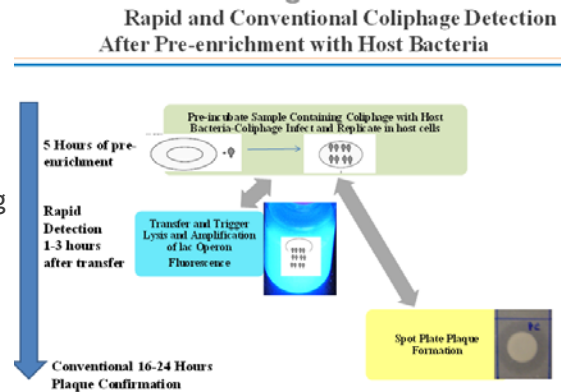 Rapid and Conventional Coliphage Detection
After Pre-enrichment with Host Bacteria
Pre-incubate Sample Containing Coliphage with Host
Bacteria-Coliphage Infect and Replicate in host cells
5 Hours of pre-
enrichment
Rapid
Detection
1-3 hours
after transfer
Transfer and Trigger
Lysis and Amplification
of lac Operon
Fluorescence
Spot Plate Plaque
Formation
Conventional 16-24 Hours
Plaque Confirmation